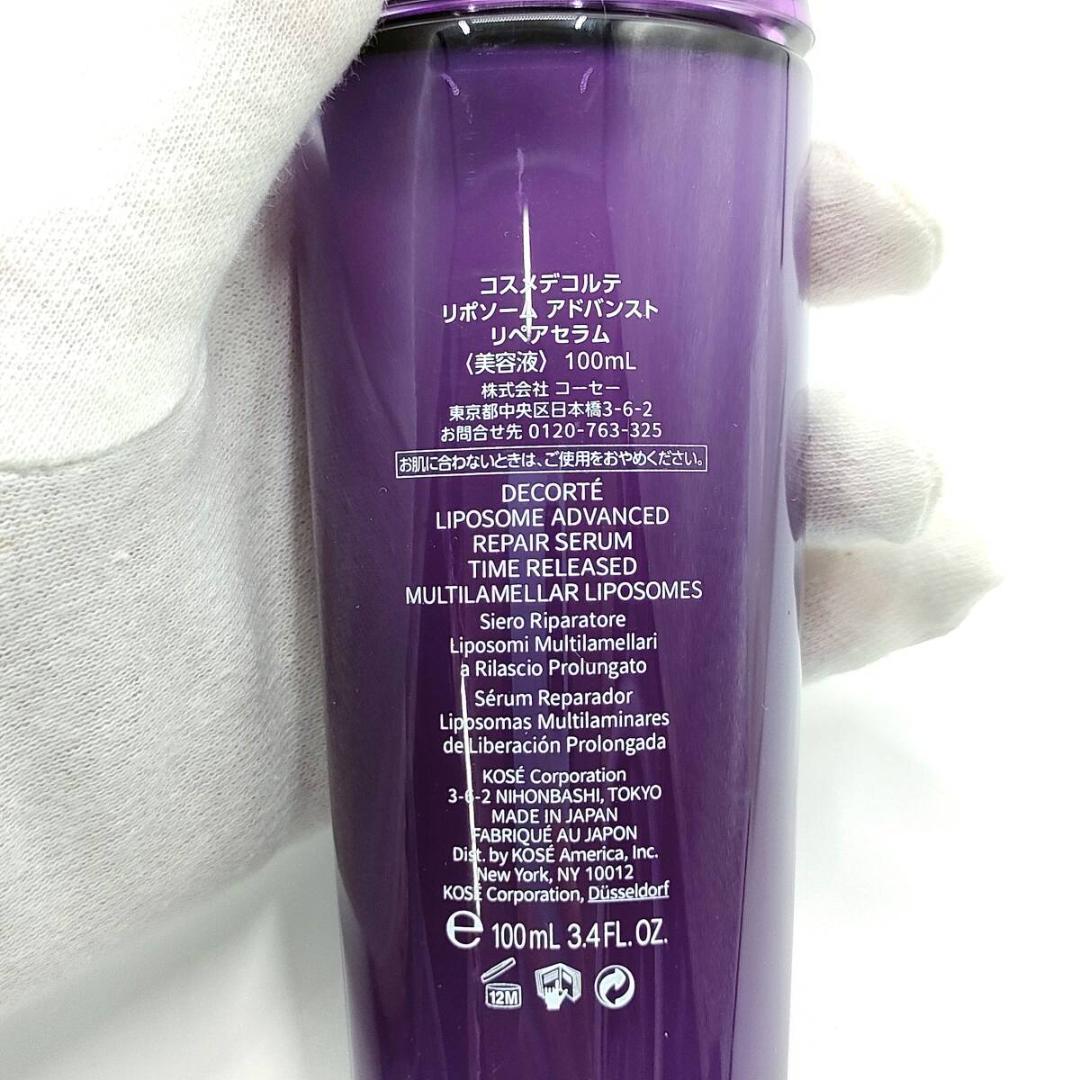 コスメデコルテ
リポソーム アドバンスト
リペアセラム
〈美容液〉 100mL
株式会社 コーセー
東京都中央区日本橋3-6-2
お問合せ先 0120-763-325
お肌に合わないときは、ご使用をおやめください。
DECORTÉ
LIPOSOME ADVANCED
REPAIR SERUM
TIME RELEASED
MULTILAMELLAR LIPOSOMES
Siero Riparatore
Liposomi Multilamellari
a Rilascio Prolungato
Sérum Reparador
Liposomas Multilaminares
de Liberación Prolongada
KOSÉ Corporation
3-6-2 NIHONBASHI, TOKYO
MADE IN JAPAN
FABRIQUÉ AU JAPON
Dist. by KOSÉ America, Inc.
New York, NY 10012
KOSÉ Corporation, Düsseldorf
e 100mL 3.4FL. OZ.
12M